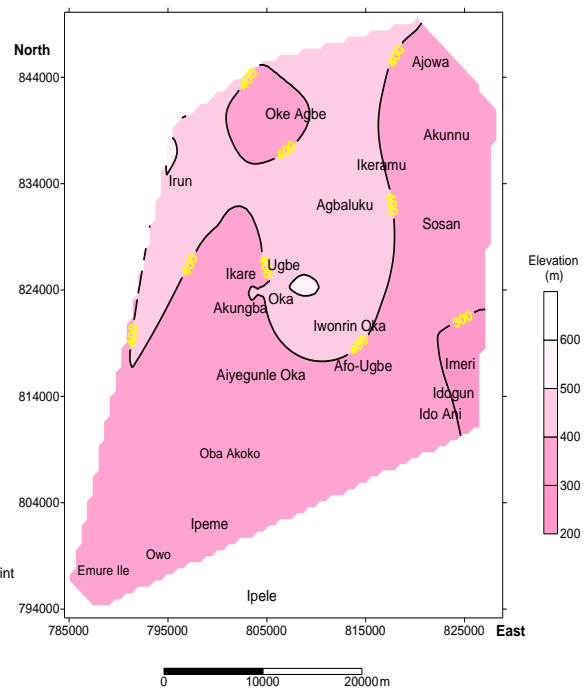 North
844000
834000
824000
814000
804000
794000
785000
795000
805000
815000
825000
East
400
400
Ajowa
Oke Agbe
Akunnu
400
Ikeramu
Irun
Agbaluku
400
Sosan
400
400
Ugbe
Ikare
Oka
Akungba
Iwonrin Oka
300
400
400
Afo-Ugbe
Imeri
Aiyegunle Oka
Idogun
Ido Ani
Oba Akoko
Ipeme
Owo
Emure Ile
Ipele
int
Elevation
(m)
600
500
400
300
200
0
10000
20000m